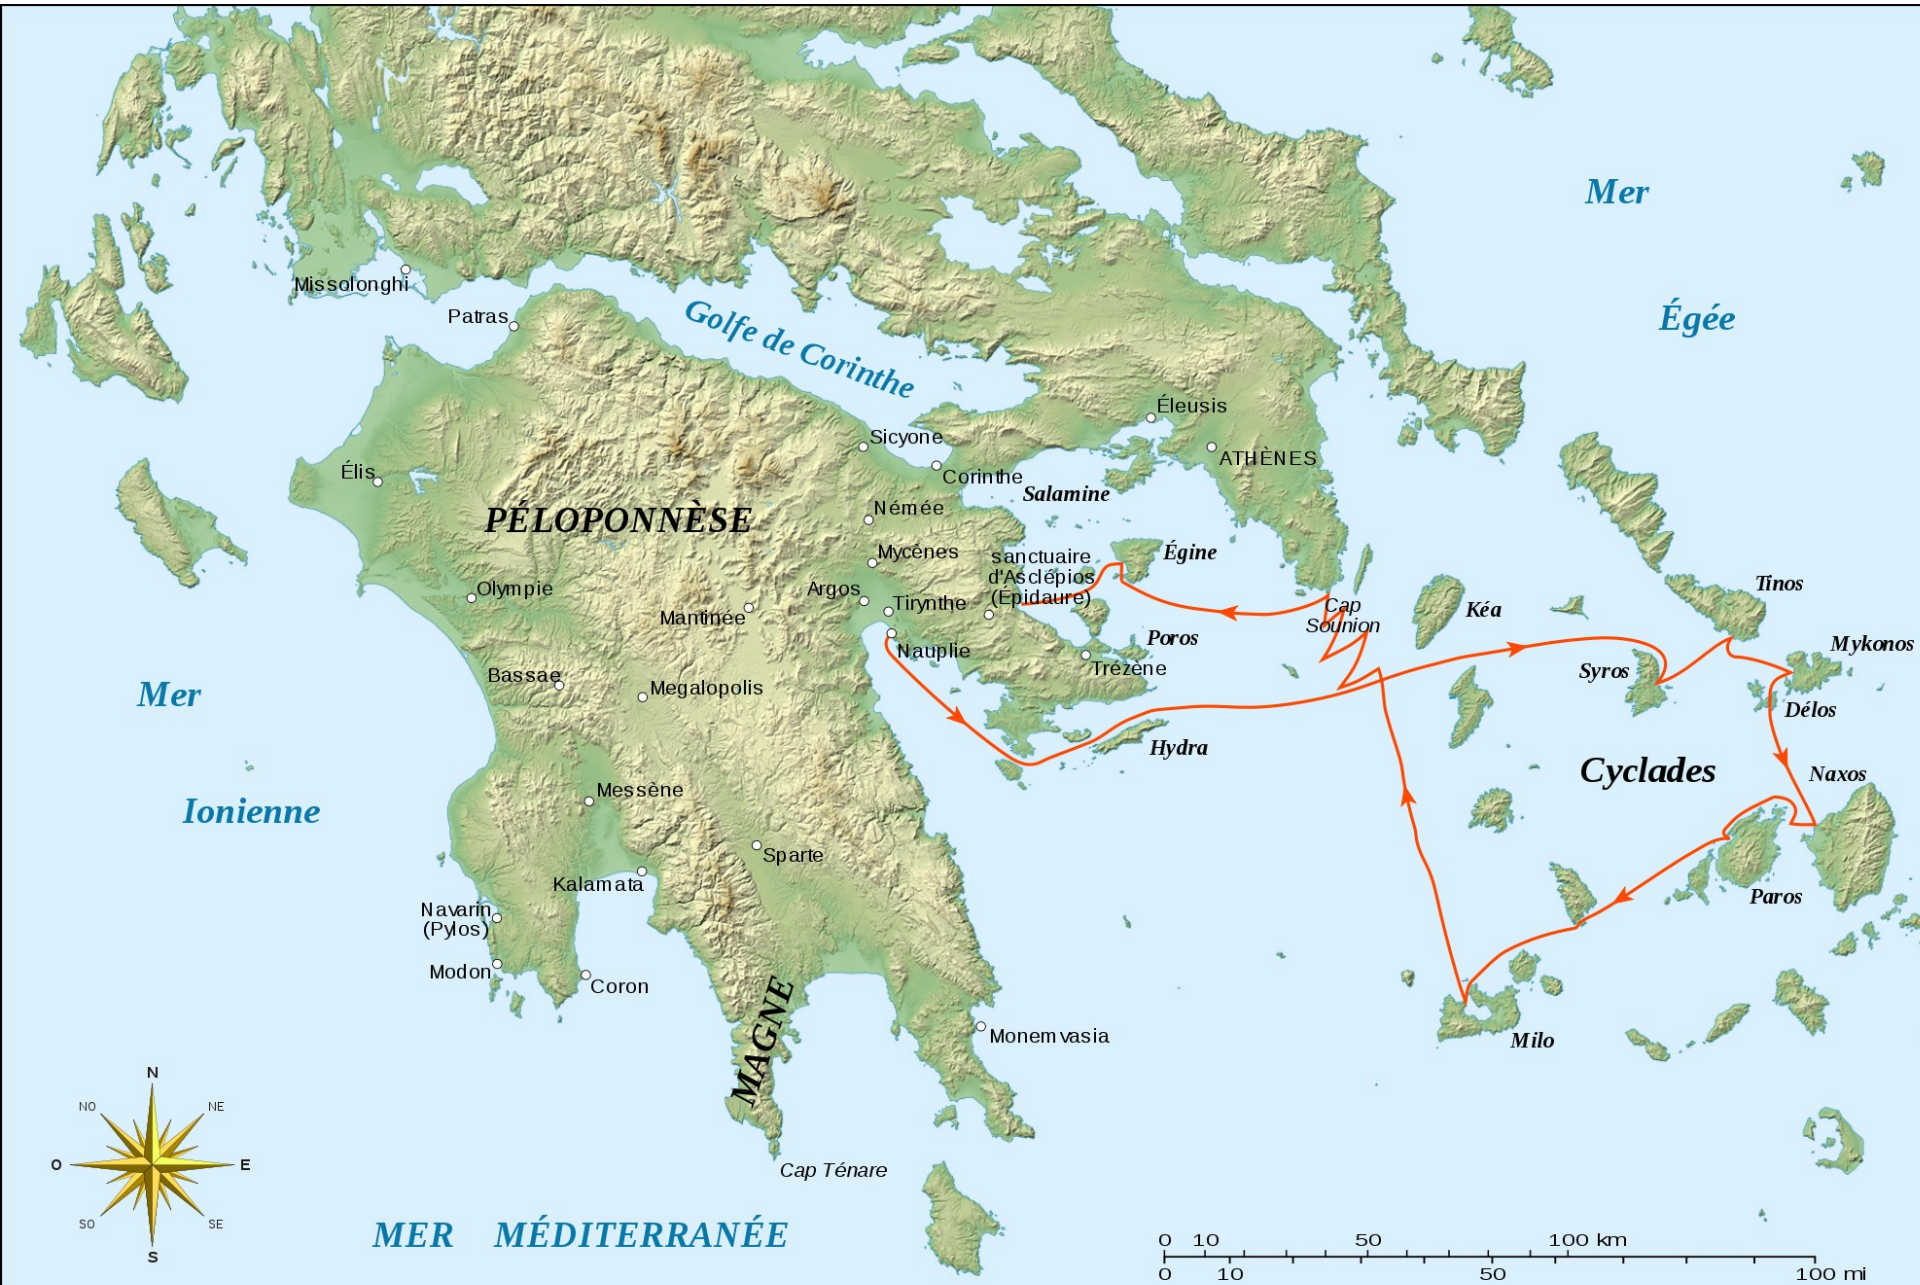 Mer
Égée
Missolonghi
Patras
Golfe de Corinthe
Éleusis
ATHÈNES
Sicyone
Corinthe
Salamine
Élis
PÉLOPONNÈSE
Némée
Mycènes
sanctuaire
d'Asclépios
(Épidaure)
Égine
Olympie
Argos
Tirynthe
Mantinée
Nauplie
Cap
Sounion
Kéa
Tinos
Poros
Trézène
Mykonos
Syros
Bassae
Megalopolis
Mer
Ionienne
Hydra
Délos
Cyclades
Naxos
Messène
Sparte
Kalamata
Paros
Navarin
(Pylos)
Modon
Coron
MAGNE
Monemvasia
Milo
Cap Ténare
MER MÉDITERRANÉE
N
NO
NE
O
E
SO
SE
S
0 10 50 100 km
0 10 50 100 mi